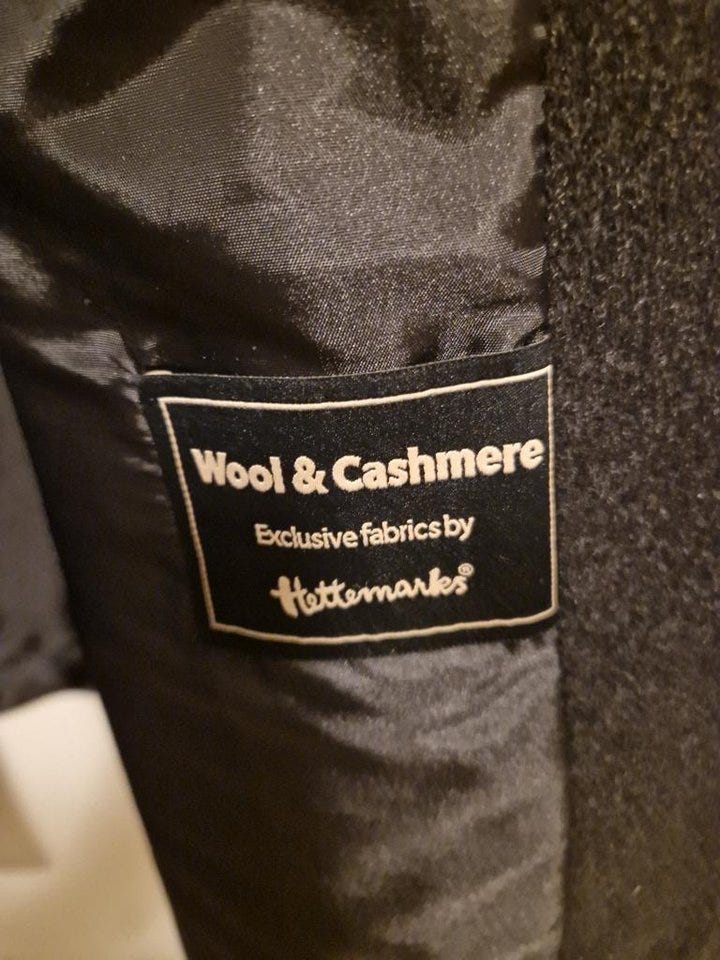 Wool & Cashmere
Exclusive fabrics by
Hettemarks®